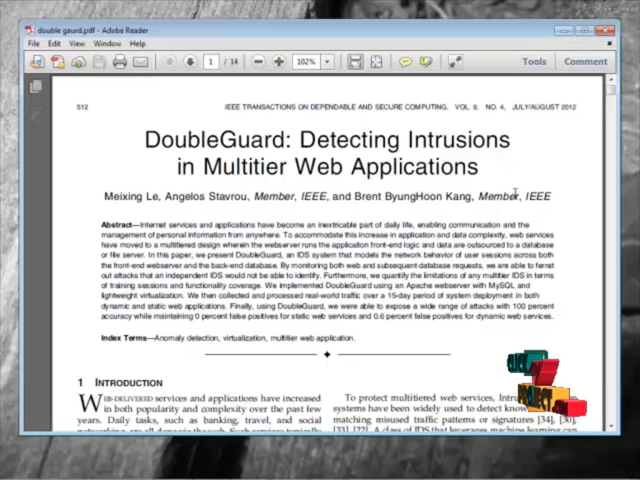 double gaurd.pdf - Adobe Reader
File Edit View Window Help
1 / 14 102% Tools Comment
512 IEEE TRANSACTIONS ON DEPENDABLE AND SECURE COMPUTING, VOL. 9, NO. 4, JULY/AUGUST 2012
DoubleGuard: Detecting Intrusions
in Multitier Web Applications
Meixing Le, Angelos Stavrou, Member, IEEE, and Brent ByungHoon Kang, Member, IEEE
Abstract—Internet services and applications have become an inextricable part of daily life, enabling communication and the
management of personal information from anywhere. To accommodate this increase in application and data complexity, web services
have moved to a multitiered design wherein the webserver runs the application front-end logic and data are outsourced to a database
or file server. In this paper, we present DoubleGuard, an IDS system that models the network behavior of user sessions across both
the front-end webserver and the back-end database. By monitoring both web and subsequent database requests, we are able to ferret
out attacks that an independent IDS would not be able to identify. Furthermore, we quantify the limitations of any multitier IDS in terms
of training sessions and functionality coverage. We implemented DoubleGuard using an Apache webserver with MySQL and
lightweight virtualization. We then collected and processed real-world traffic over a 15-day period of system deployment in both
dynamic and static web applications. Finally, using DoubleGuard, we were able to expose a wide range of attacks with 100 percent
accuracy while maintaining 0 percent false positives for static web services and 0.6 percent false positives for dynamic web services.
Index Terms—Anomaly detection, virtualization, multitier web application.
1 INTRODUCTION
WEB-DELIVERED services and applications have increased
in both popularity and complexity over the past few
years. Daily tasks, such as banking, travel, and social
To protect multitiered web services,
systems have been widely used to detect
matching misused traffic patterns or signatures [34], [30],
[33], [22]. A class of IDS that leverages machine learning can
PROJECT